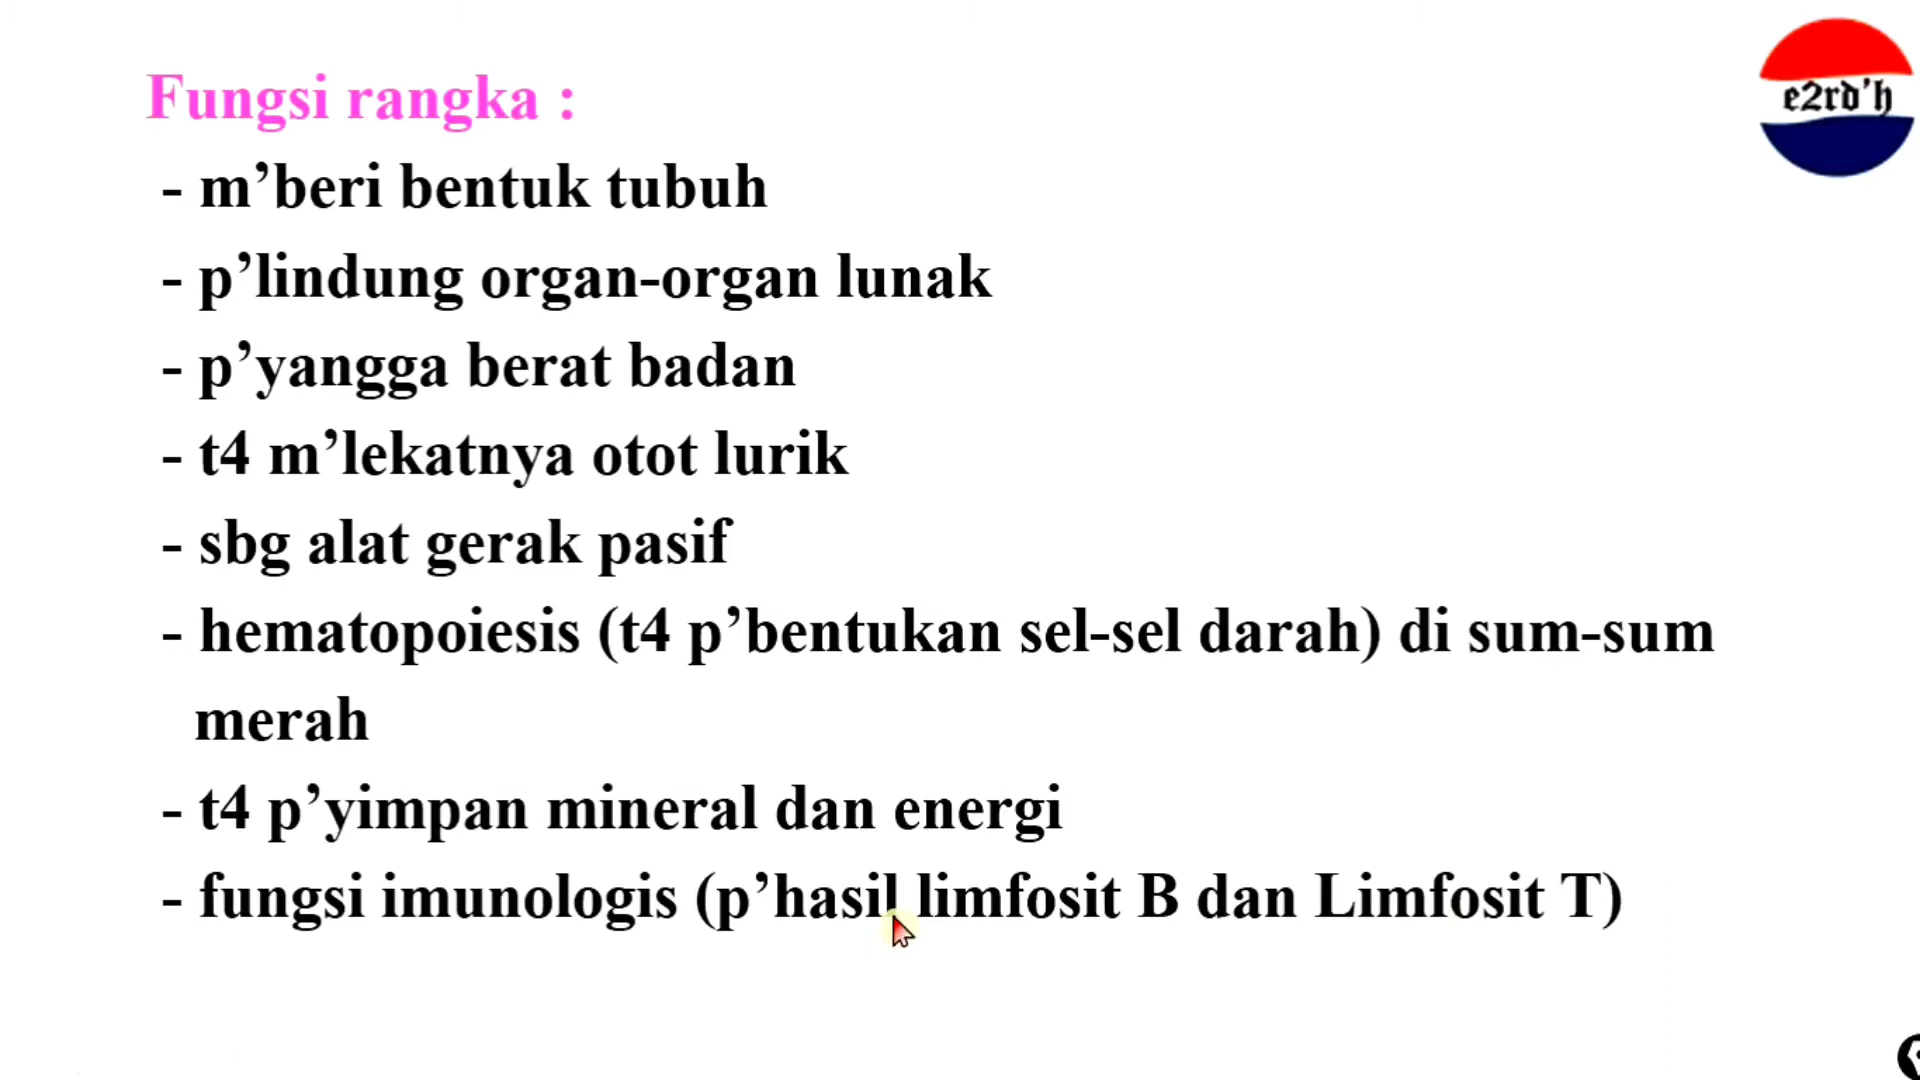 Fungsi rangka :
- m’beri bentuk tubuh
- p’lindung organ-organ lunak
- p’yangga berat badan
- t4 m’lekatnya otot lurik
- sbg alat gerak pasif
- hematopoiesis (t4 p’bentukan sel-sel darah) di sum-sum
merah
- t4 p’yimpan mineral dan energi
- fungsi imunologis (p’hasil limfosit B dan Limfosit T)
e2rd’h